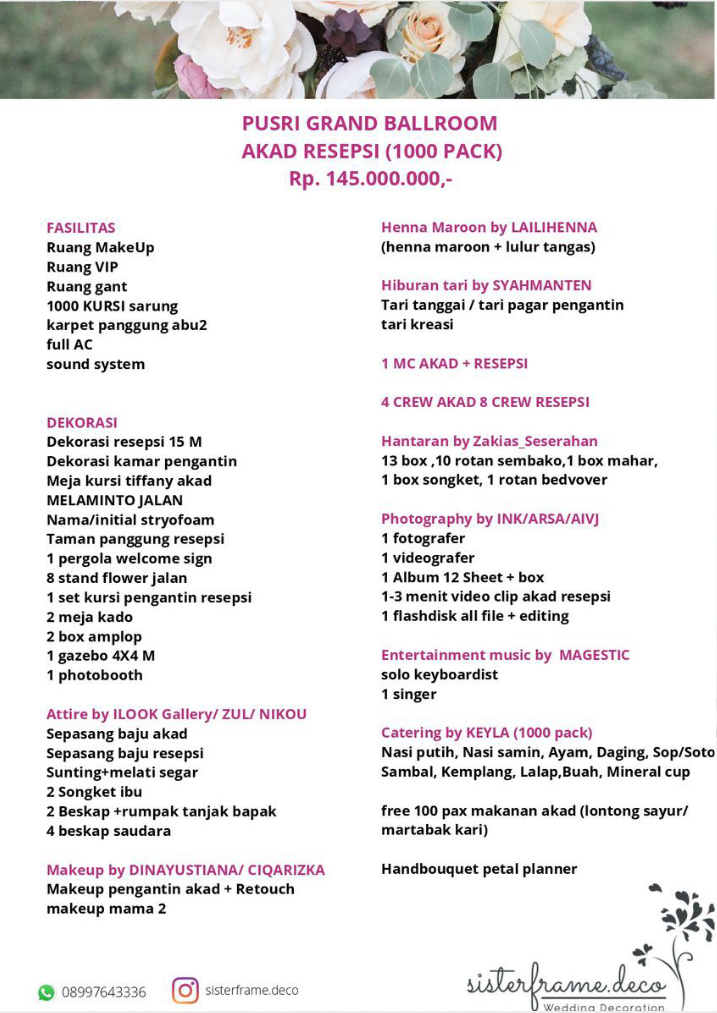 PUSRI GRAND BALLROOM
AKAD RESEPSI (1000 PACK)
Rp. 145.000.000,-
FASILITAS
Ruang MakeUp
Ruang VIP
Ruang gant
1000 KURSI sarung
karpet panggung abu2
full AC
sound system
DEKORASI
Dekorasi resepsi 15 M
Dekorasi kamar pengantin
Meja kursi tiffany akad
MELAMINTO JALAN
Nama/initial stryofoam
Taman panggung resepsi
1 pergola welcome sign
8 stand flower jalan
1 set kursi pengantin resepsi
2 meja kado
2 box amplop
1 gazebo 4X4 M
1 photobooth
Attire by ILOOK Gallery/ ZUL/ NIKOU
Sepasang baju akad
Sepasang baju resepsi
Sunting+melati segar
2 Songket ibu
2 Beskap +rumpak tanjak bapak
4 beskap saudara
Makeup by DINAYUSTIANA/ CIQARIZKA
Makeup pengantin akad + Retouch
makeup mama 2
Henna Maroon by LAILIHENNA
(henna maroon + lulur tangas)
Hiburan tari by SYAHMANTEN
Tari tanggai / tari pagar pengantin
tari kreasi
1 MC AKAD + RESEPSI
4 CREW AKAD 8 CREW RESEPSI
Hantaran by Zakias_Seserahan
13 box ,10 rotan sembako,1 box mahar,
1 box songket, 1 rotan bedvover
Photography by INK/ARSA/AIVJ
1 fotografer
1 videografer
1 Album 12 Sheet + box
1-3 menit video clip akad resepsi
1 flashdisk all file + editing
Entertainment music by MAGESTIC
solo keyboardist
1 singer
Catering by KEYLA (1000 pack)
Nasi putih, Nasi samin, Ayam, Daging, Sop/Soto
Sambal, Kemplang, Lalap,Buah, Mineral cup
free 100 pax makanan akad (lontong sayur/
martabak kari)
Handbouquet petal planner
08997643336
sisterframe.deco
sisterframe.deco
Wedding Decoration